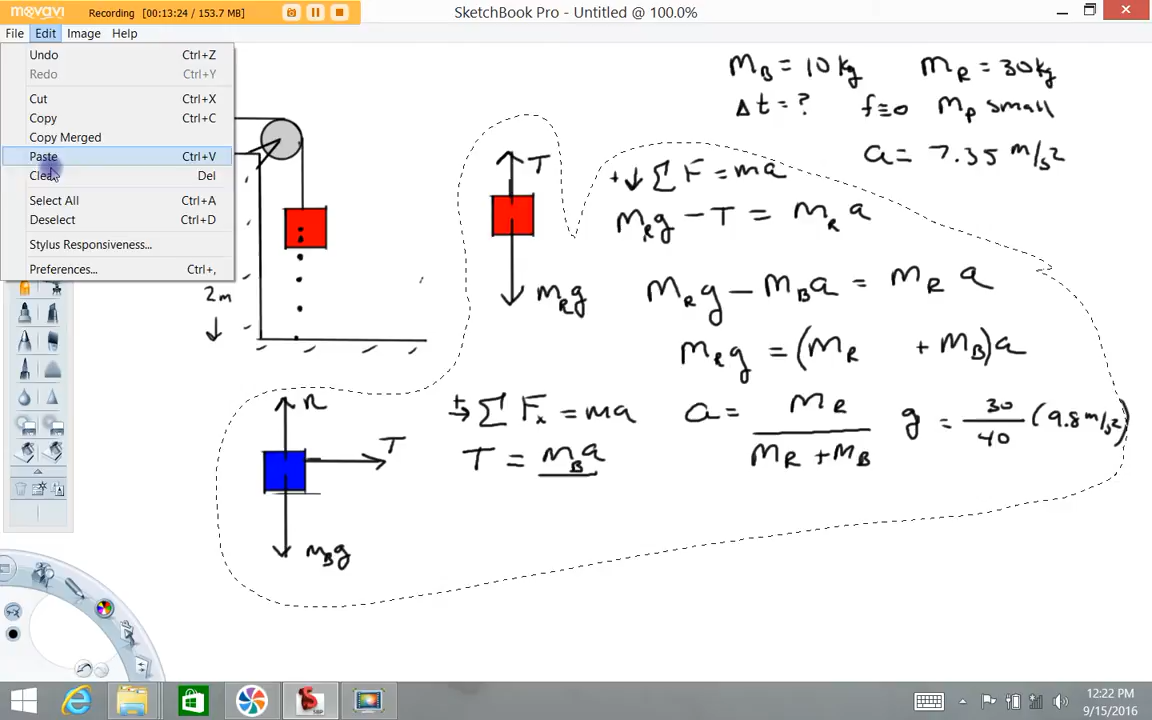 movavi Recording (00:13:24 / 153.7 MB) SketchBook Pro - Untitled @ 100.0%
File Edit Image Help
Undo Ctrl+Z
Redo Ctrl+Y
Cut Ctrl+X
Copy Ctrl+C
Copy Merged
Paste Ctrl+V
Clear Del
Select All Ctrl+A
Deselect Ctrl+D
Stylus Responsiveness...
Preferences... Ctrl+,
m_B = 10 kg m_R = 30 kg
Δt = ? f≡0 m_p small
a = 7.35 m/s²
2m
T
m_R g
+↓ ΣF = ma
m_R g - T = m_R a
m_R g - m_B a = m_R a
m_R g = (m_R + m_B)a
a = m_R / (m_R + m_B) g = 30/40 (9.8 m/s²)
n
T
m_B g
+→ ΣF_x = ma
T = m_B a
12:22 PM
9/15/2016